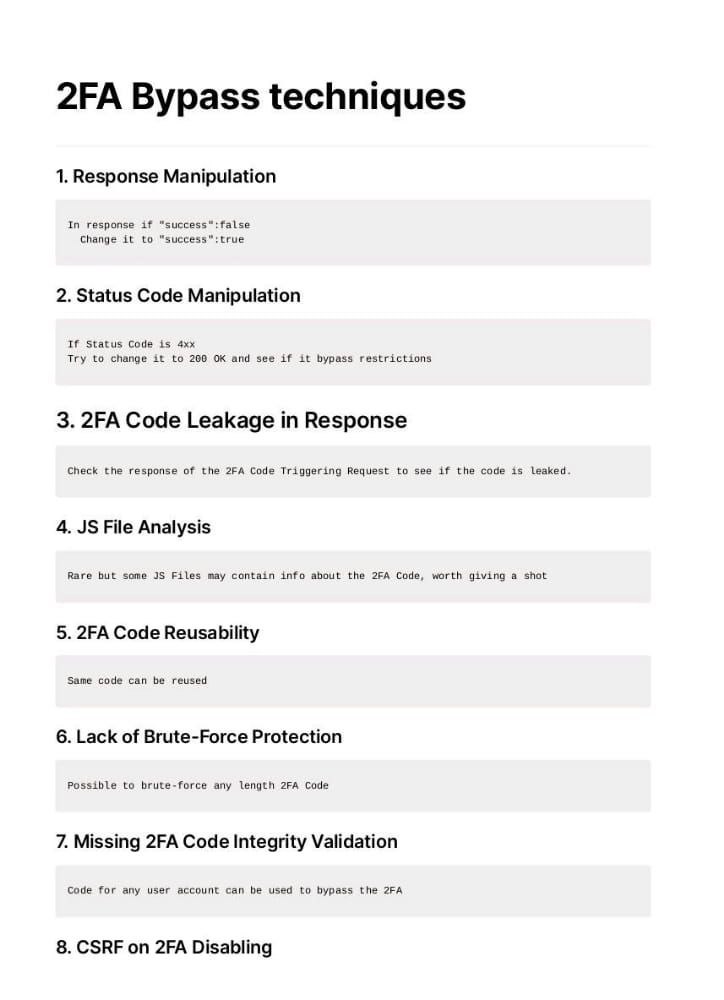 2FA Bypass techniques
1. Response Manipulation
In response if "success":false
Change it to "success":true
2. Status Code Manipulation
If Status Code is 4xx
Try to change it to 200 OK and see if it bypass restrictions
3. 2FA Code Leakage in Response
Check the response of the 2FA Code Triggering Request to see if the code is leaked.
4. JS File Analysis
Rare but some JS Files may contain info about the 2FA Code, worth giving a shot
5. 2FA Code Reusability
Same code can be reused
6. Lack of Brute-Force Protection
Possible to brute-force any length 2FA Code
7. Missing 2FA Code Integrity Validation
Code for any user account can be used to bypass the 2FA
8. CSRF on 2FA Disabling